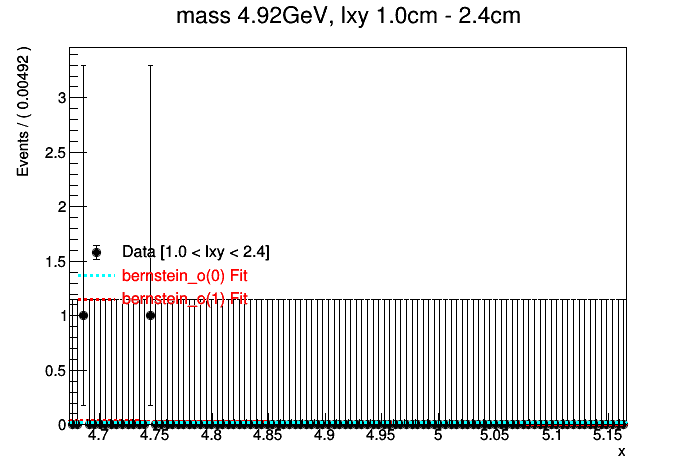 mass 4.92GeV, lxy 1.0cm - 2.4cm
Events / ( 0.00492 )
3
2.5
2
1.5
1
0.5
0
Data [1.0 < lxy < 2.4]
bernstein_o(0) Fit
bernstein_o(1) Fit
4.7 4.75 4.8 4.85 4.9 4.95 5 5.05 5.1 5.15
x